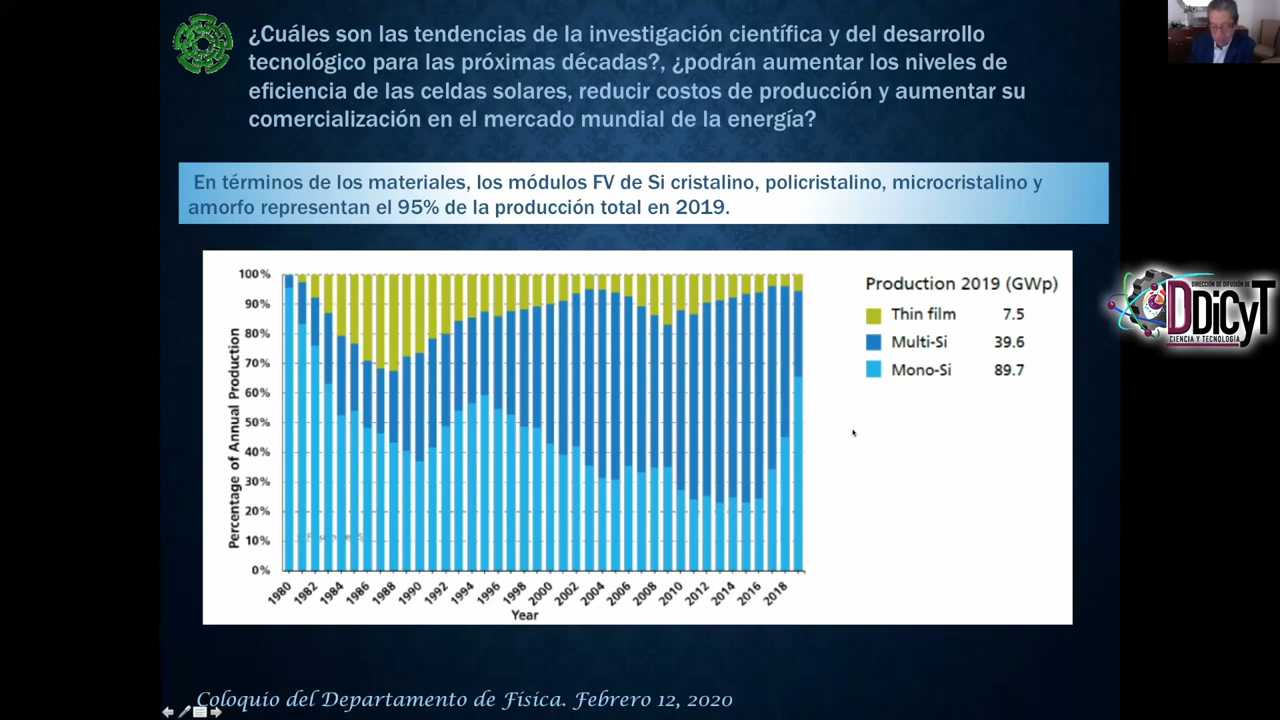 ¿Cuáles son las tendencias de la investigación científica y del desarrollo
tecnológico para las próximas décadas?, ¿podrán aumentar los niveles de
eficiencia de las celdas solares, reducir costos de producción y aumentar su
comercialización en el mercado mundial de la energía?
En términos de los materiales, los módulos FV de Si cristalino, policristalino, microcristalino y
amorfo representan el 95% de la producción total en 2019.
Percentage of Annual Production
100%
90%
80%
70%
60%
50%
40%
30%
20%
10%
0%
1980
1982
1984
1986
1988
1990
1992
1994
1996
1998
2000
2002
2004
2006
2008
2010
2012
2014
2016
2018
Year
Production 2019 (GWp)
Thin film 7.5
Multi-Si 39.6
Mono-Si 89.7
DIRECCIÓN DE DIFUSIÓN DE
DDiCyT
CIENCIA Y TECNOLOGÍA
Coloquio del Departamento de Física. Febrero 12, 2020